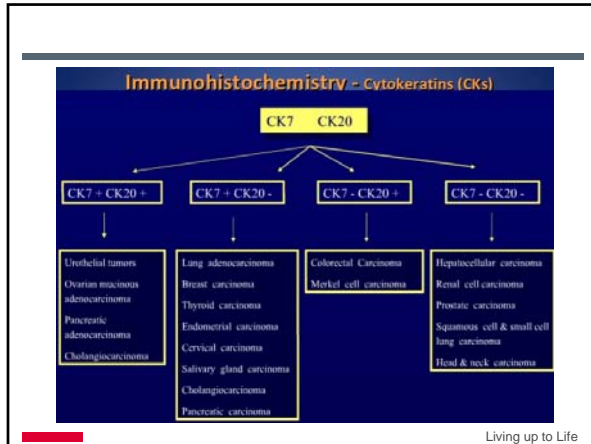 Immunohistochemistry - Cytokeratins (CKs)
CK7 CK20
CK7 + CK20 +
CK7 + CK20 -
CK7 - CK20 +
CK7 - CK20 -
Urothelial tumors
Ovarian mucinous
adenocarcinoma
Pancreatic
adenocarcinoma
Cholangiocarcinoma
Lung adenocarcinoma
Breast carcinoma
Thyroid carcinoma
Endometrial carcinoma
Cervical carcinoma
Salivary gland carcinoma
Cholangiocarcinoma
Pancreatic carcinoma
Colorectal Carcinoma
Merkel cell carcinoma
Hepatocellular carcinoma
Renal cell carcinoma
Prostate carcinoma
Squamous cell & small cell
lung carcinoma
Head & neck carcinoma
Living up to Life